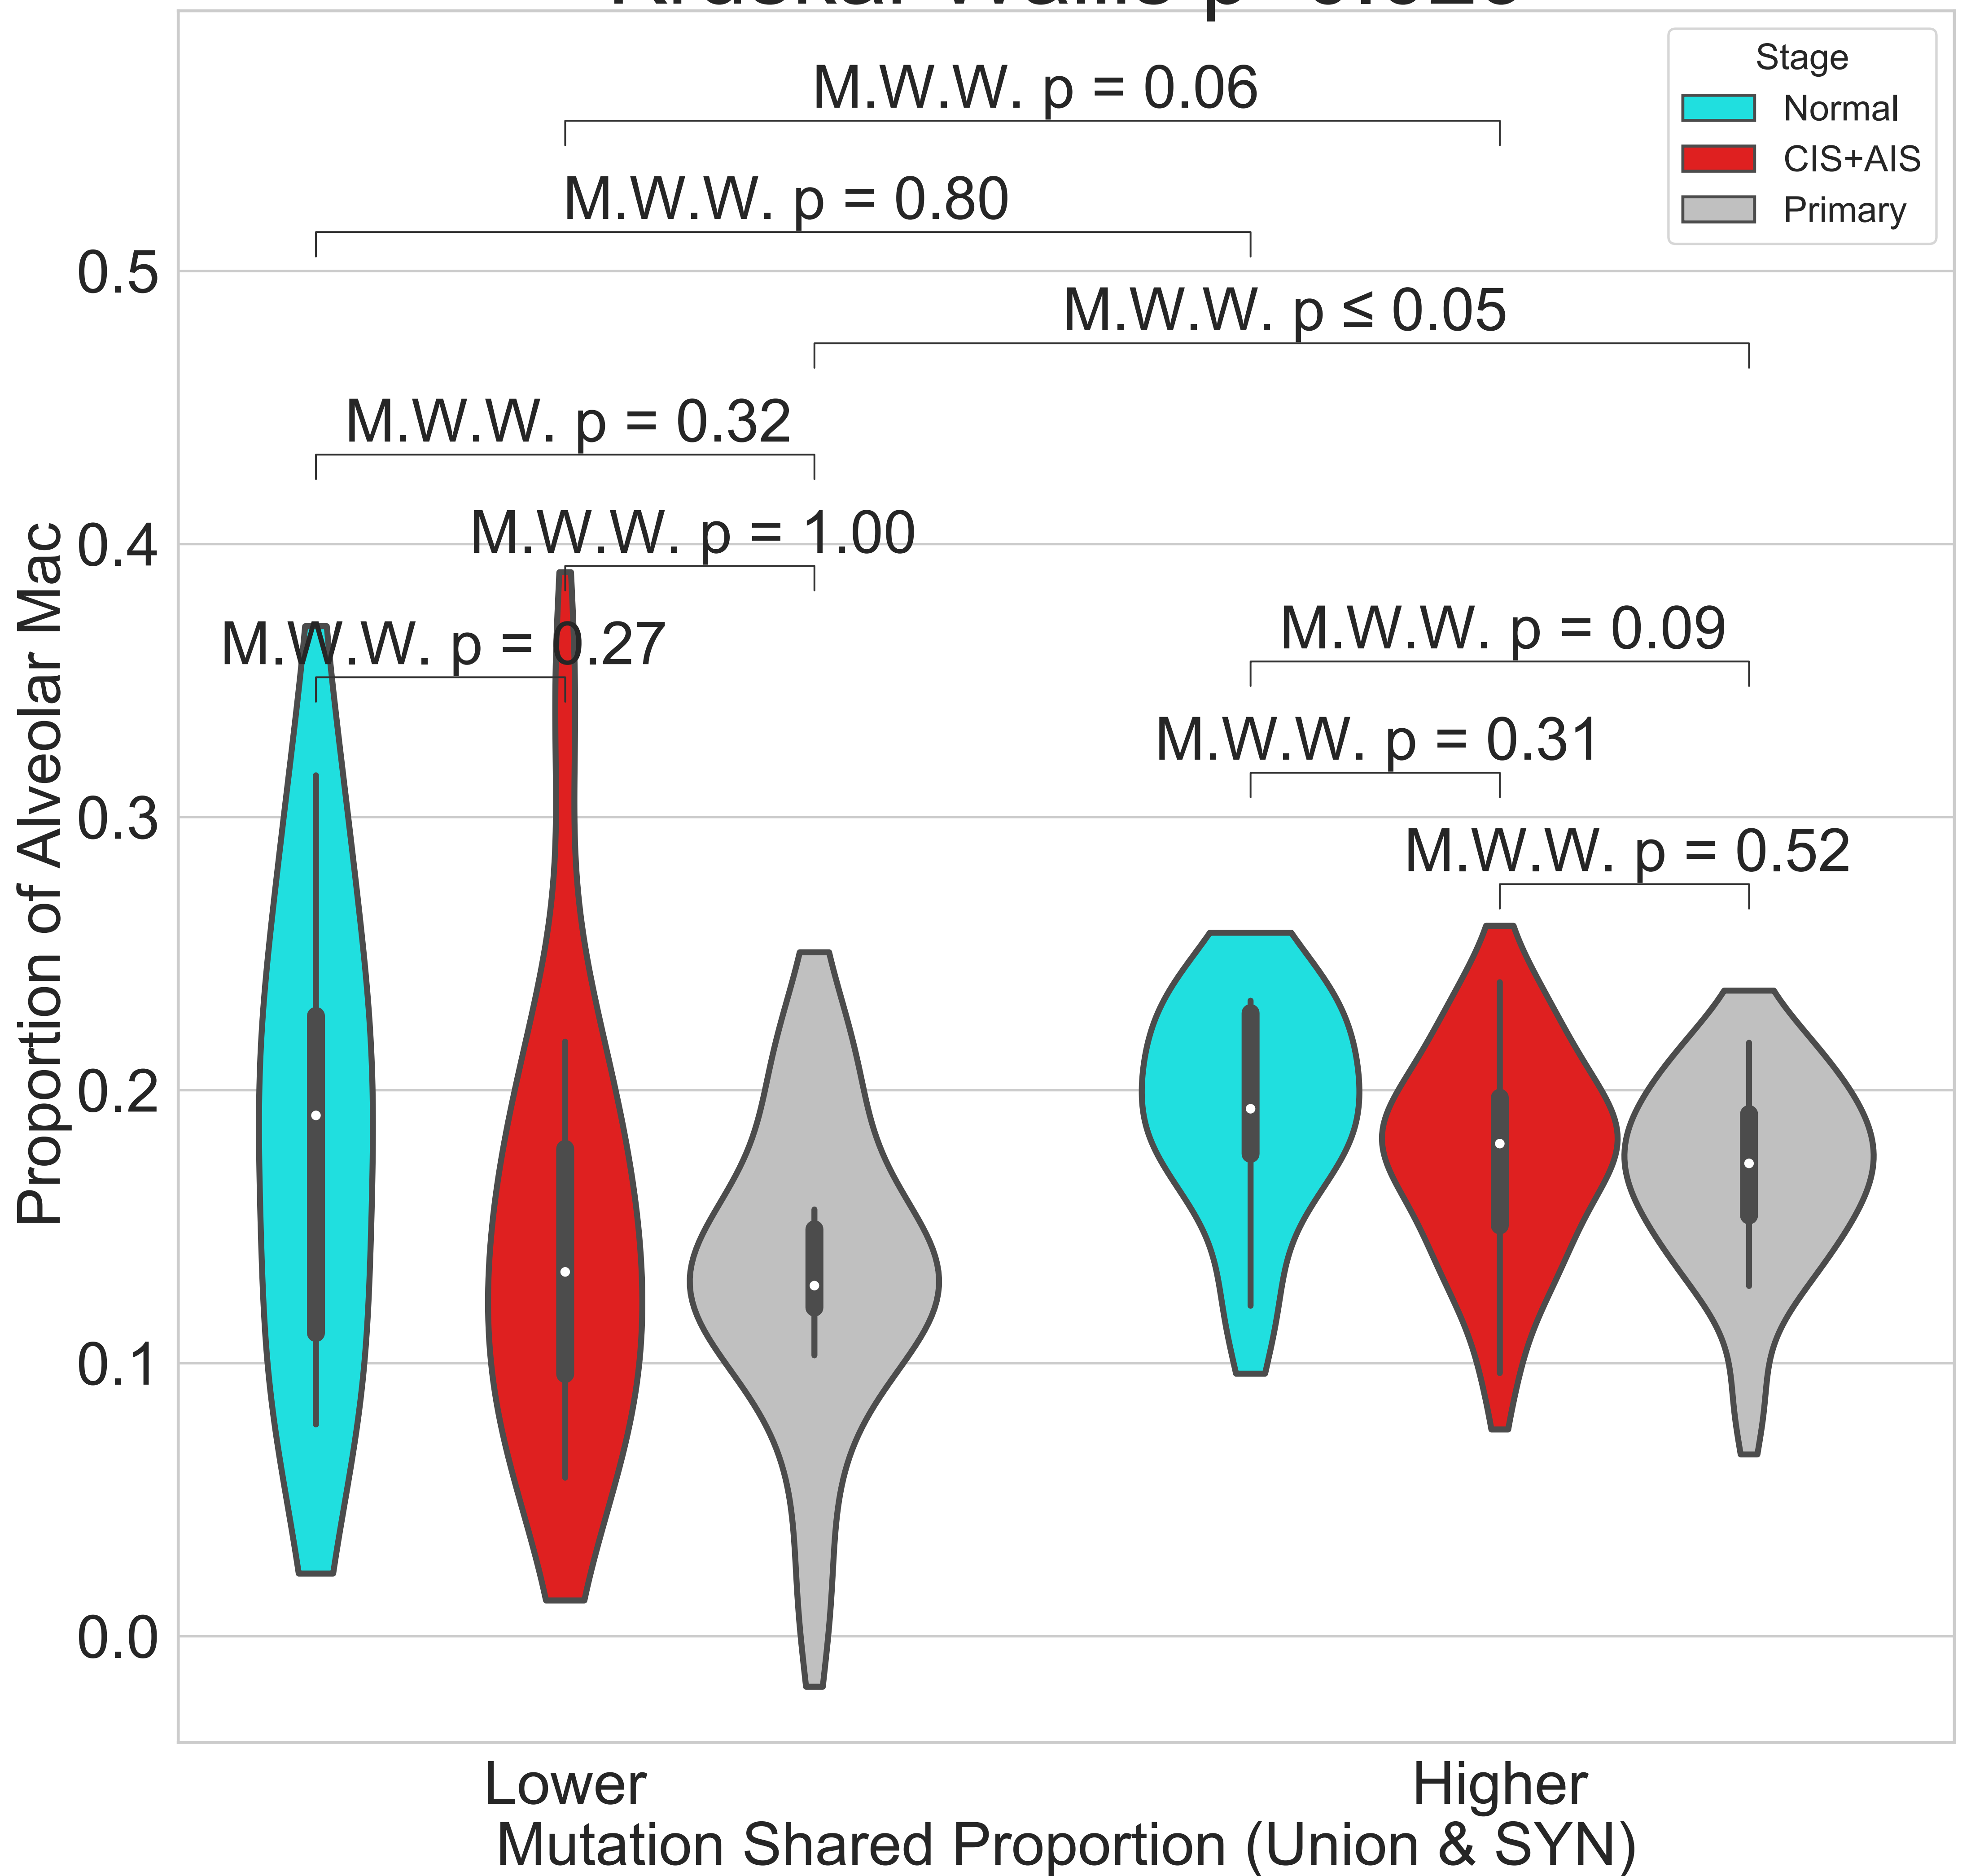 M.W.W. p = 0.06
M.W.W. p = 0.80
M.W.W. p ≤ 0.05
M.W.W. p = 0.32
M.W.W. p = 1.00
M.W.W. p = 0.27
M.W.W. p = 0.09
M.W.W. p = 0.31
M.W.W. p = 0.52
Stage
Normal
CIS+AIS
Primary
Proportion of Alveolar Mac
0.5
0.4
0.3
0.2
0.1
0.0
Lower
Higher
Mutation Shared Proportion (Union & SYN)